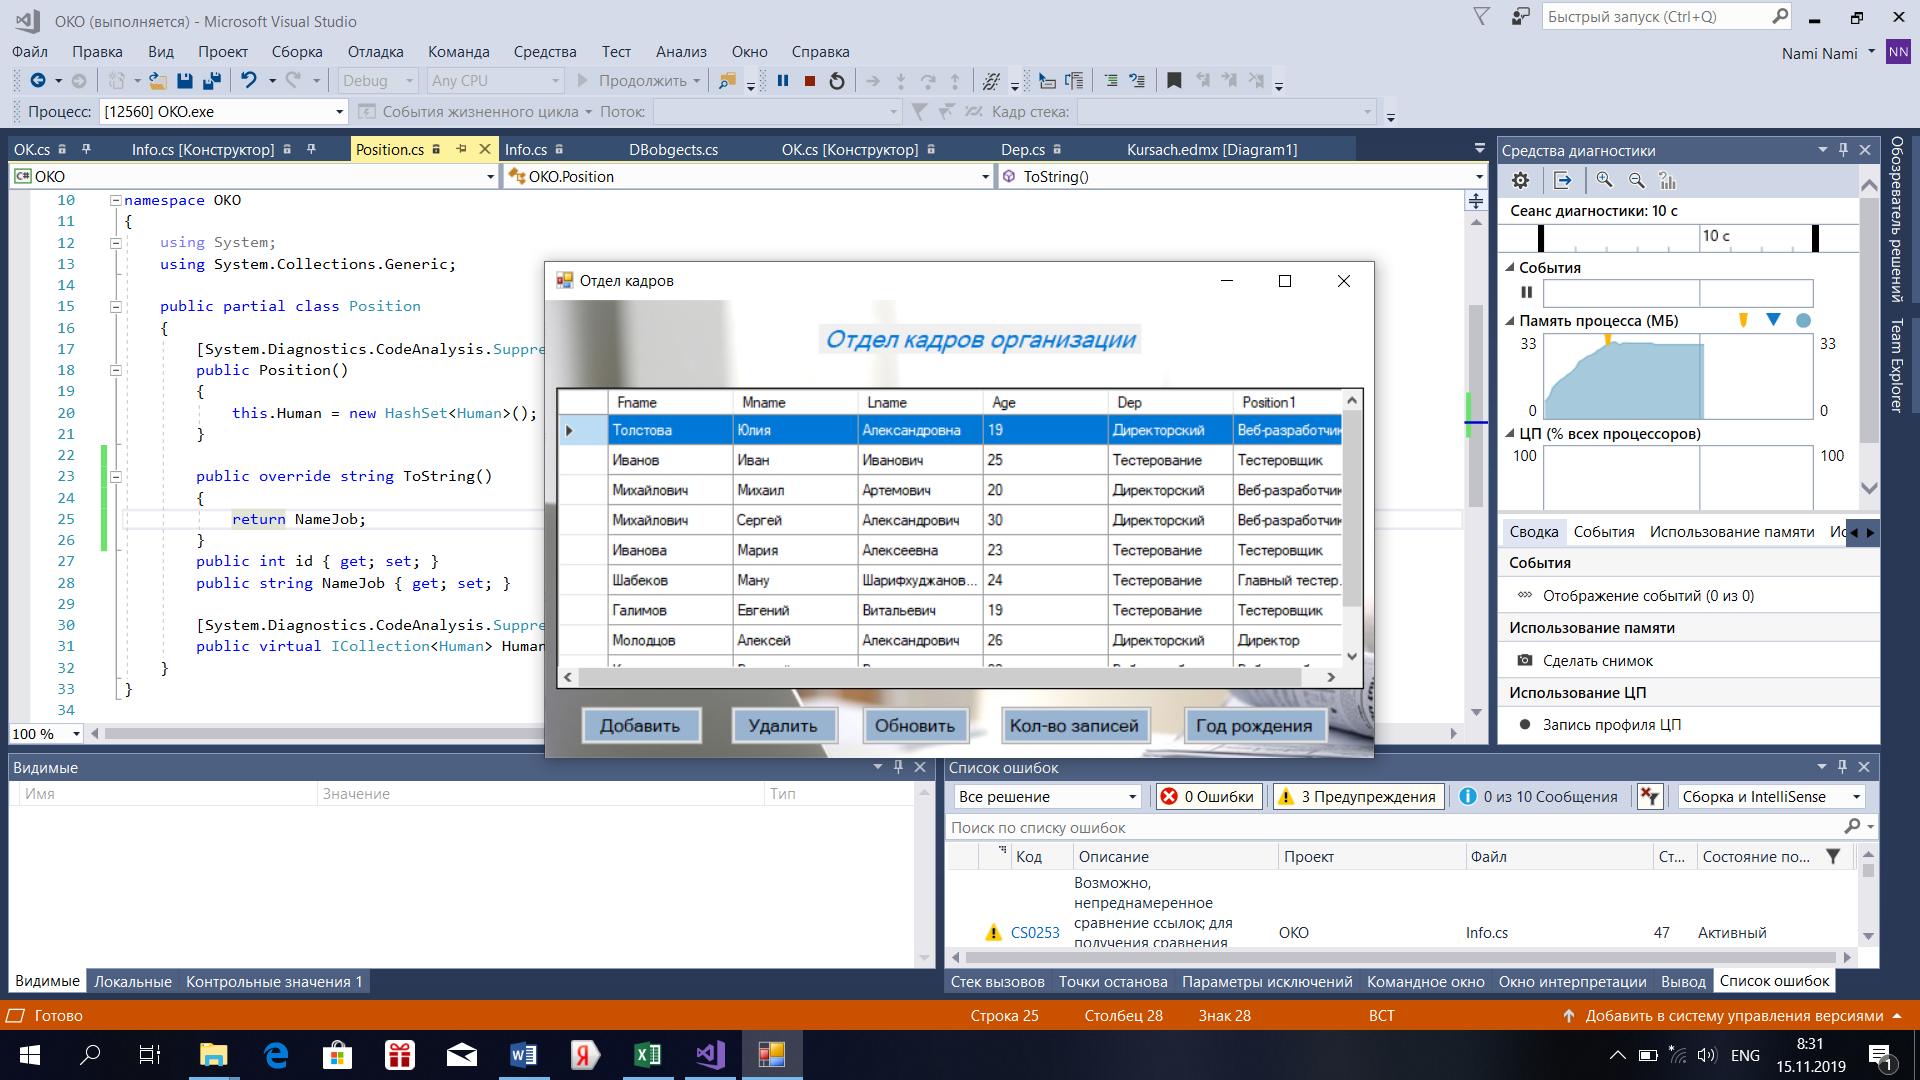 ОКО (выполняется) - Microsoft Visual Studio
Быстрый запуск (Ctrl+Q)
Файл Правка Вид Проект Сборка Отладка Команда Средства Тест Анализ Окно Справка
Nami Nami NN
Debug Any CPU Продолжить
Процесс: [12560] ОКО.exe События жизненного цикла Поток: Кадр стека:
OK.cs Info.cs [Конструктор] Position.cs Info.cs DBobgects.cs OK.cs [Конструктор] Dep.cs Kursach.edmx [Diagram1]
C# ОКО OKO.Position ToString()
10 namespace OKO
11 {
12 using System;
13 using System.Collections.Generic;
14
15 public partial class Position
16 {
17 [System.Diagnostics.CodeAnalysis.Suppre
18 public Position()
19 {
20 this.Human = new HashSet<Human>();
21 }
22
23 public override string ToString()
24 {
25 return NameJob;
26 }
27 public int id { get; set; }
28 public string NameJob { get; set; }
29
30 [System.Diagnostics.CodeAnalysis.Suppre
31 public virtual ICollection<Human> Human
32 }
33 }
34
100 %
Отдел кадров
Отдел кадров организации
Fname Mname Lname Age Dep Position1
Толстова Юлия Александровна 19 Директорский Веб-разработчик
Иванов Иван Иванович 25 Тестерование Тестеровщик
Михайлович Михаил Артемович 20 Директорский Веб-разработчик
Михайлович Сергей Александрович 30 Директорский Веб-разработчик
Иванова Мария Алексеевна 23 Тестерование Тестеровщик
Шабеков Ману Шарифхуджанов... 24 Тестерование Главный тестер...
Галимов Евгений Витальевич 19 Тестерование Тестеровщик
Молодцов Алексей Александрович 26 Директорский Директор
Добавить Удалить Обновить Кол-во записей Год рождения
Средства диагностики
Сеанс диагностики: 10 с
10 с
События
Память процесса (МБ)
33 33
0 0
ЦП (% всех процессоров)
100 100
Сводка События Использование памяти Ис
События
Отображение событий (0 из 0)
Использование памяти
Сделать снимок
Использование ЦП
Запись профиля ЦП
Обозреватель решений
Team Explorer
Видимые
Имя Значение Тип
Видимые Локальные Контрольные значения 1
Список ошибок
Все решение 0 Ошибки 3 Предупреждения 0 из 10 Сообщения Сборка и IntelliSense
Поиск по списку ошибок
Код Описание Проект Файл Ст... Состояние по...
Возможно,
непреднамеренное
сравнение ссылок; для
CS0253 получения сравнения ОКО Info.cs 47 Активный
Стек вызовов Точки останова Параметры исключений Командное окно Окно интерпретации Вывод Список ошибок
Готово Строка 25 Столбец 28 Знак 28 ВСТ Добавить в систему управления версиями
ENG 8:31
15.11.2019
1